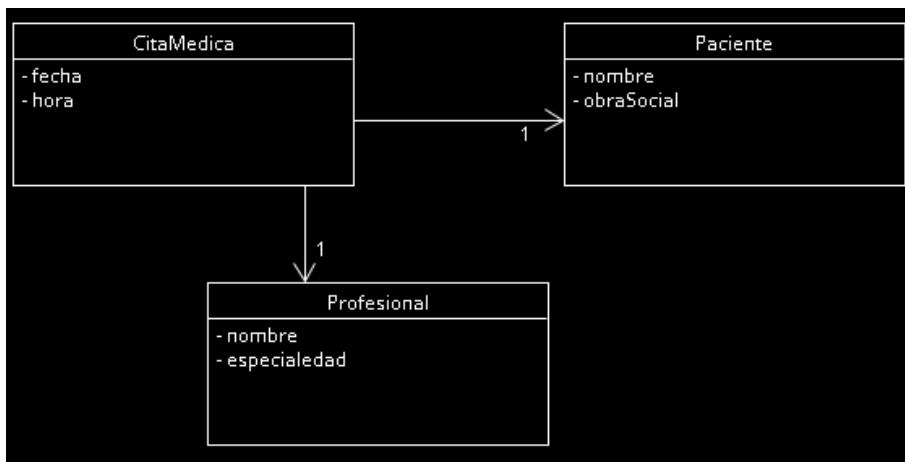 CitaMedica
- fecha
- hora
1
Paciente
- nombre
- obraSocial
1
Profesional
- nombre
- especialedad